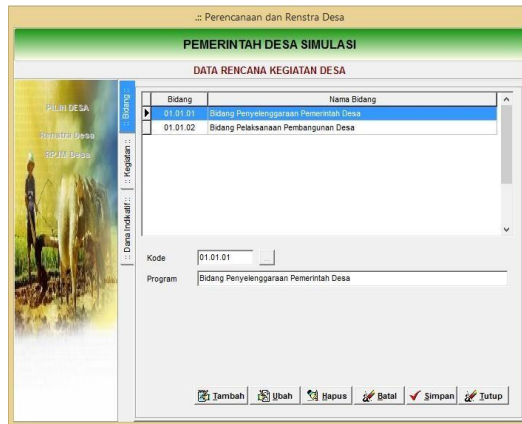 .:: Perencanaan dan Renstra Desa
PEMERINTAH DESA SIMULASI
DATA RENCANA KEGIATAN DESA
PILIH DESA
Renstra Desa
RPJM Desa
:: Bidang ::
:: Kegiatan ::
:: Dana Indikatif ::
Bidang Nama Bidang
01.01.01 Bidang Penyelenggaraan Pemerintah Desa
01.01.02 Bidang Pelaksanaan Pembangunan Desa
Kode 01.01.01 ...
Program Bidang Penyelenggaraan Pemerintah Desa
Tambah Ubah Hapus Batal Simpan Tutup